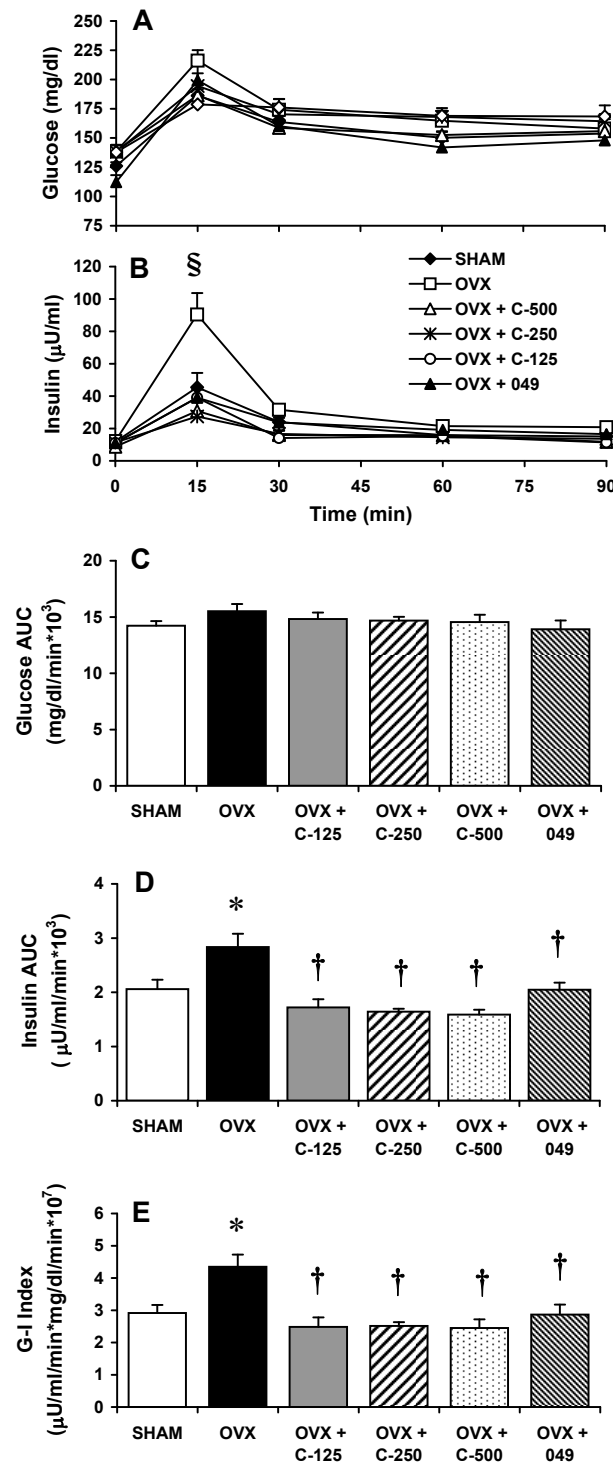 A
Glucose (mg/dl)
250
225
200
175
150
125
100
75
B
§
Insulin (μU/ml)
120
100
80
60
40
20
0
SHAM
OVX
OVX + C-500
OVX + C-250
OVX + C-125
OVX + 049
0 15 30 45 60 75 90
Time (min)
C
Glucose AUC
(mg/dl/min*10³)
20
15
10
5
0
SHAM OVX OVX + OVX + OVX + OVX +
C-125 C-250 C-500 049
D
Insulin AUC
( μU/ml/min*10³)
4
3
2
1
0
* † † † †
SHAM OVX OVX + OVX + OVX + OVX +
C-125 C-250 C-500 049
E
G-I Index
(μU/ml/min*mg/dl/min*10⁷)
6
5
4
3
2
1
0
* † † † †
SHAM OVX OVX + OVX + OVX + OVX +
C-125 C-250 C-500 049